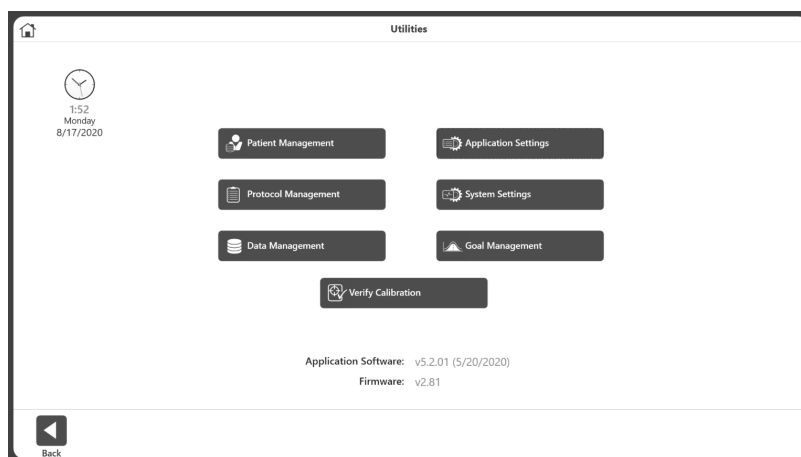 Utilities
1:52
Monday
8/17/2020
Patient Management
Application Settings
Protocol Management
System Settings
Data Management
Goal Management
Verify Calibration
Application Software: v5.2.01 (5/20/2020)
Firmware: v2.81
Back